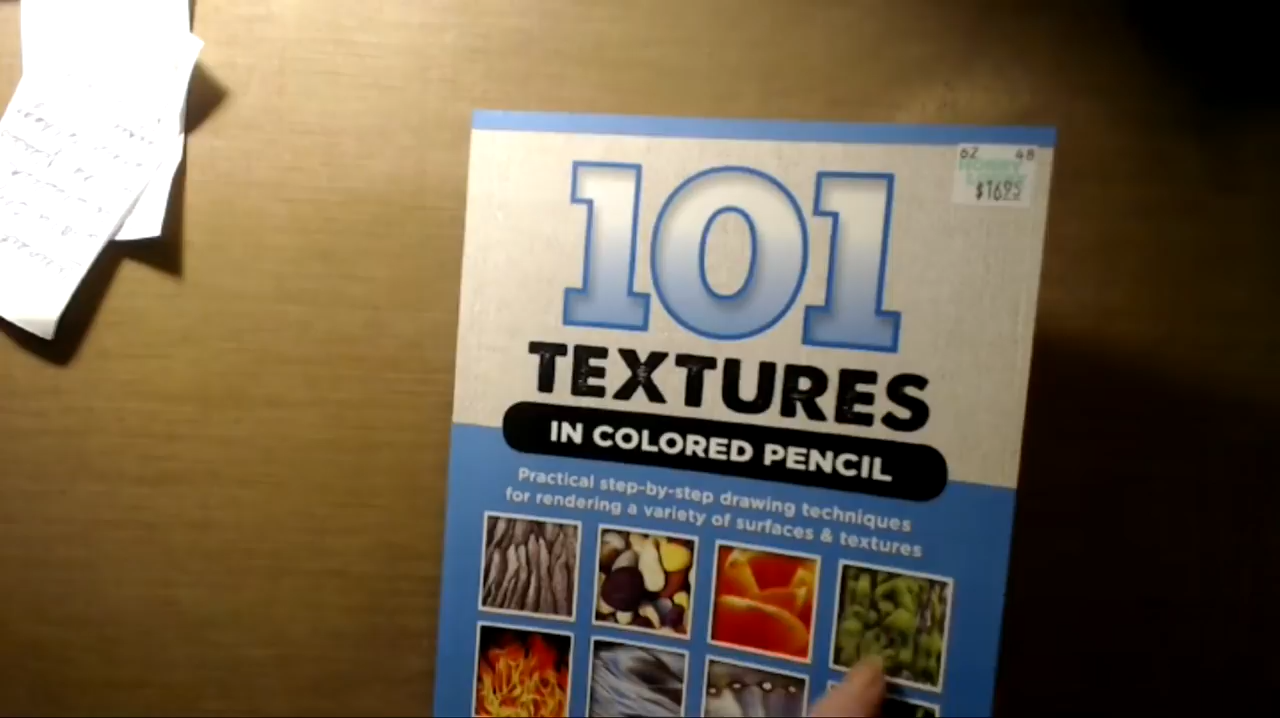 62 48
HOBBY
$16.95
101
TEXTURES
IN COLORED PENCIL
Practical step-by-step drawing techniques
for rendering a variety of surfaces & textures